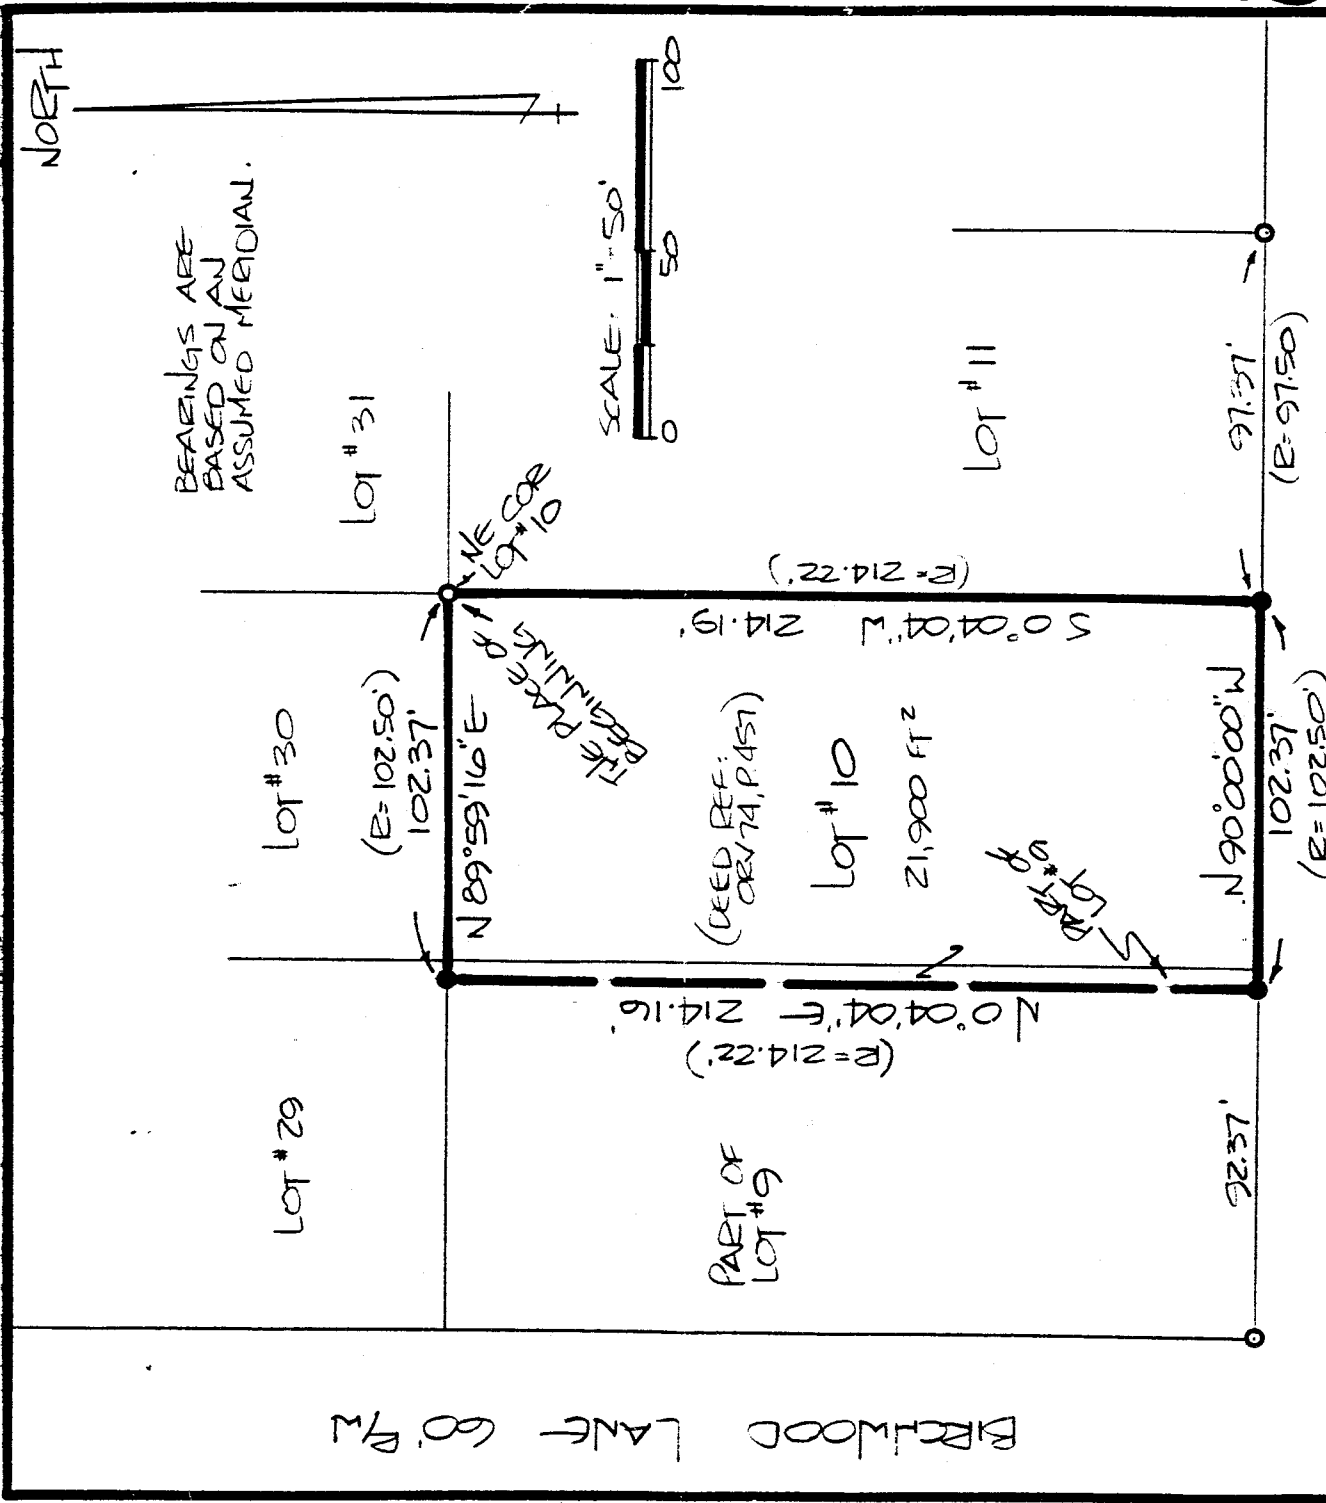 NORTH
BEARINGS ARE
BASED ON AN
ASSUMED MERIDIAN.
SCALE: 1"=50'
0 50 100
LOT #29
LOT #30
LOT #31
(R=102.50')
102.37'
N 89°59'16" E
NE COR
LOT #10
THE PLACE OF
BEGINNING
(DEED REF:
ORV 74, P. 457)
LOT #10
21,900 FT²
PART OF
LOT #9
N 0°04'04" E 214.16'
(R=214.22')
S 0°04'04" W 214.19'
(R=214.22')
PART OF
LOT #9
LOT #11
92.37'
N 90°00'00" W
102.37'
(R=102.50')
97.37'
(R=97.50)
BIRCHWOOD LANE 60' R/W